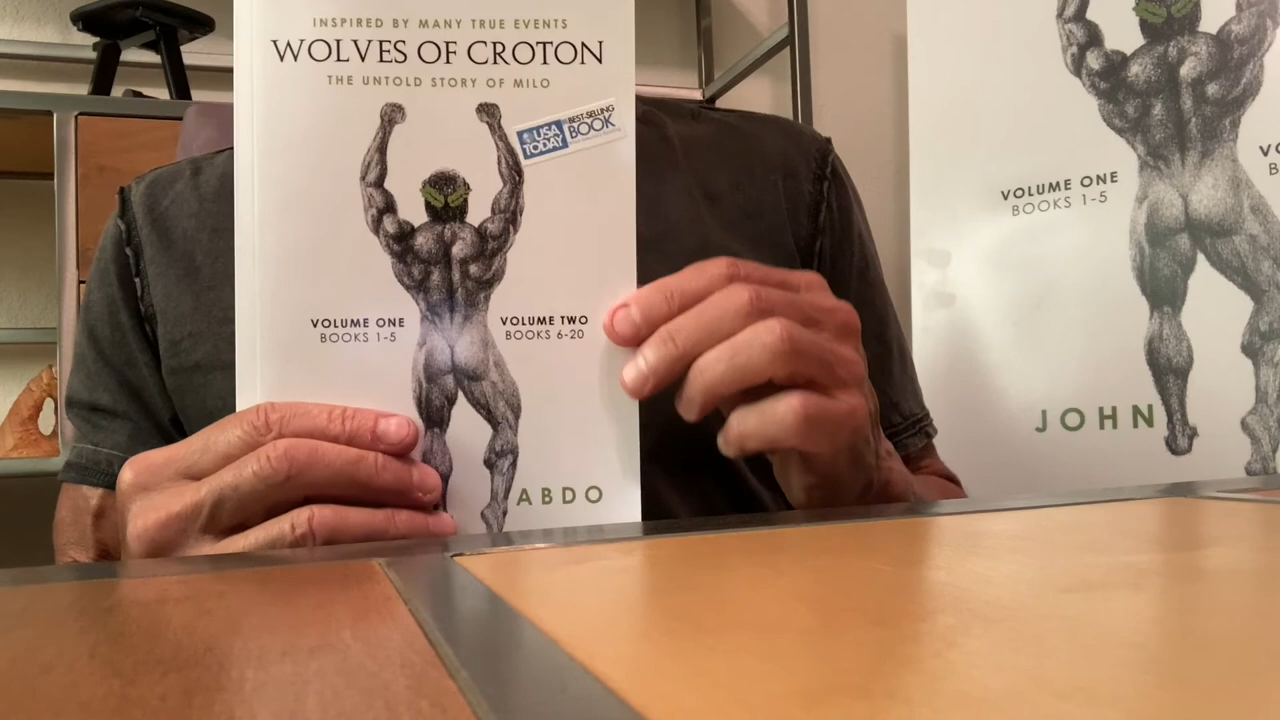 INSPIRED BY MANY TRUE EVENTS
WOLVES OF CROTON
THE UNTOLD STORY OF MILO
USA TODAY
BEST-SELLING BOOK
VOLUME ONE
BOOKS 1-5
VOLUME TWO
BOOKS 6-20
ABDO
VOLUME ONE
BOOKS 1-5
JOHN